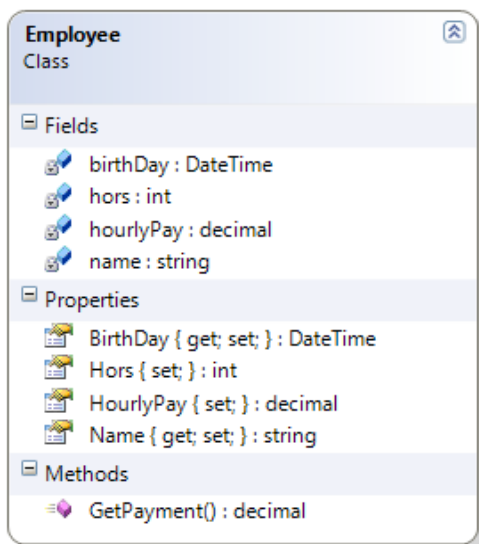 Employee
Class
Fields
birthDay : DateTime
hors : int
hourlyPay : decimal
name : string
Properties
BirthDay { get; set; } : DateTime
Hors { set; } : int
HourlyPay { set; } : decimal
Name { get; set; } : string
Methods
GetPayment() : decimal